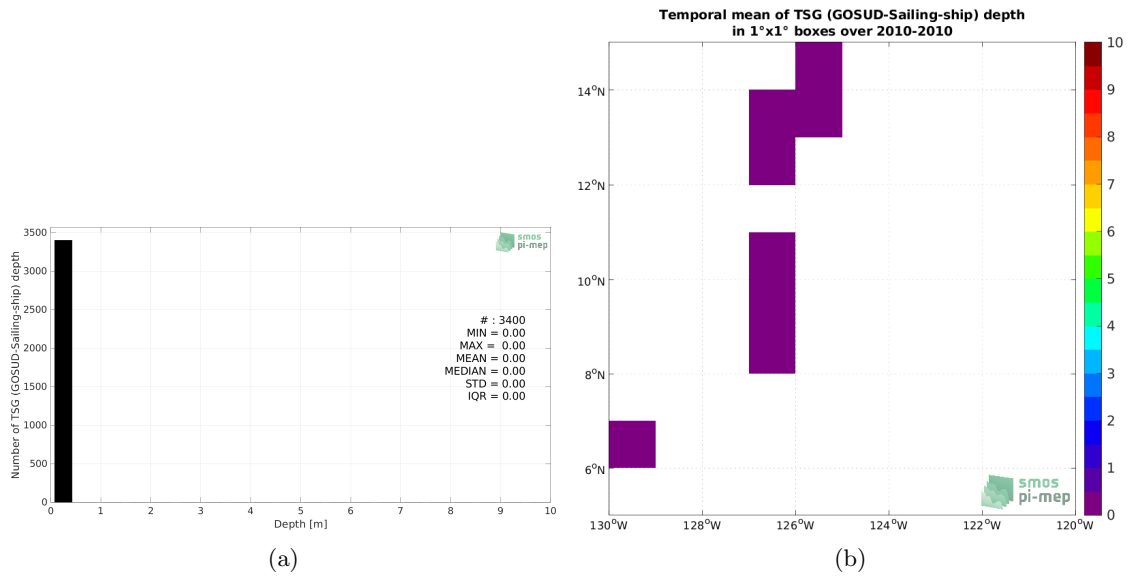 Temporal mean of TSG (GOSUD-Sailing-ship) depth
in 1°x1° boxes over 2010-2010
Number of TSG (GOSUD-Sailing-ship) depth
3500
3000
2500
2000
1500
1000
500
0
smos
pi-mep
# : 3400
MIN = 0.00
MAX = 0.00
MEAN = 0.00
MEDIAN = 0.00
STD = 0.00
IQR = 0.00
0 1 2 3 4 5 6 7 8 9 10
Depth [m]
(a)
14°N
12°N
10°N
8°N
6°N
130°W 128°W 126°W 124°W 122°W 120°W
smos
pi-mep
10
9
8
7
6
5
4
3
2
1
0
(b)